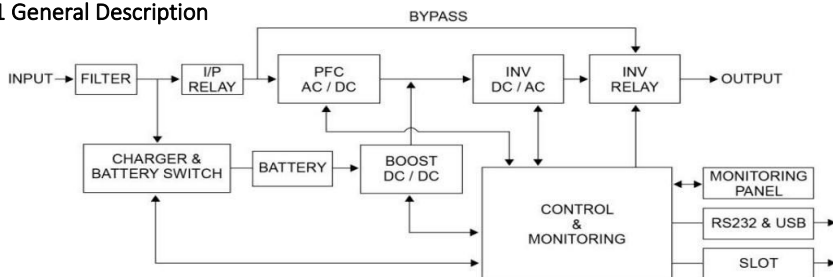 1 General Description
BYPASS
INPUT
FILTER
I/P
RELAY
PFC
AC / DC
INV
DC / AC
INV
RELAY
OUTPUT
CHARGER &
BATTERY SWITCH
BATTERY
BOOST
DC / DC
CONTROL
&
MONITORING
MONITORING
PANEL
RS232 & USB
SLOT